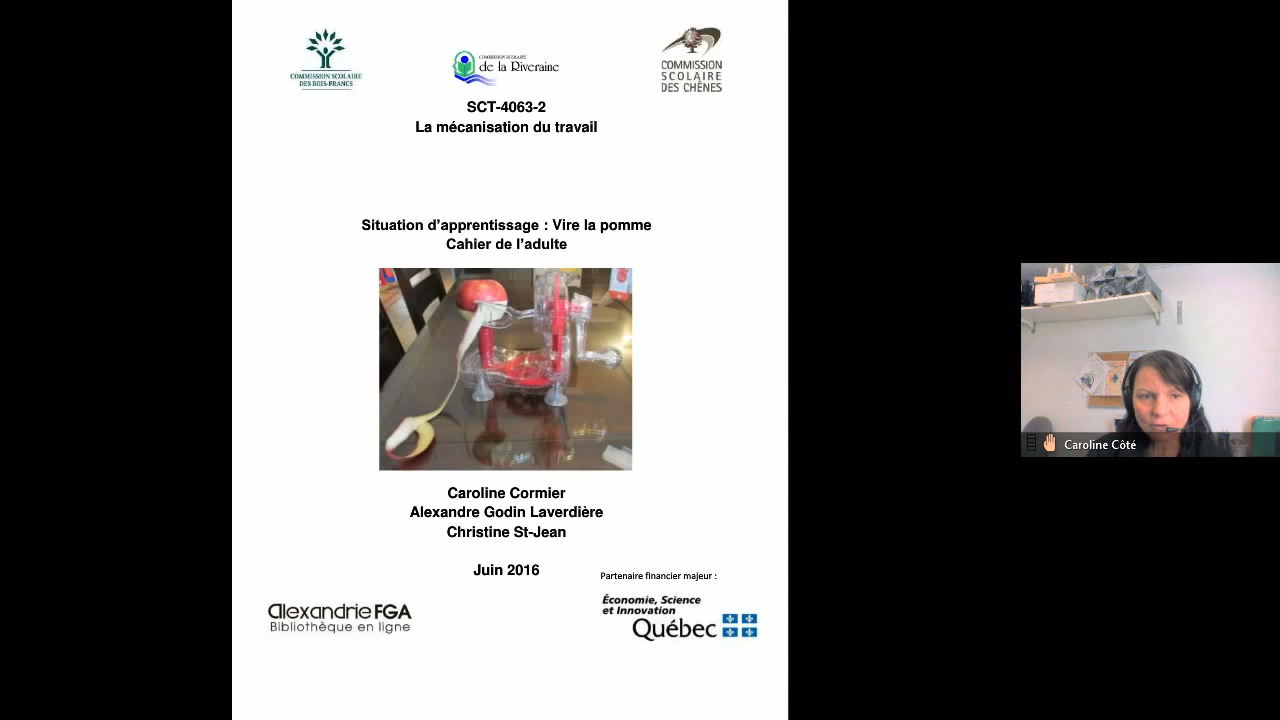 COMMISSION SCOLAIRE
DES BOIS-FRANCS
COMMISSION SCOLAIRE
de la Riveraine
COMMISSION
SCOLAIRE
DES CHÊNES
SCT-4063-2
La mécanisation du travail
Situation d’apprentissage : Vire la pomme
Cahier de l’adulte
Caroline Cormier
Alexandre Godin Laverdière
Christine St-Jean
Juin 2016
Partenaire financier majeur :
alexandrie FGA
Bibliothèque en ligne
Économie, Science
et Innovation
Québec
Caroline Côté